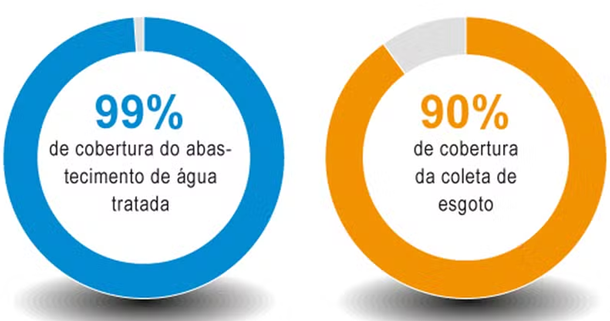 99%
de cobertura do abas-
tecimento de água
tratada
90%
de cobertura
da coleta de
esgoto